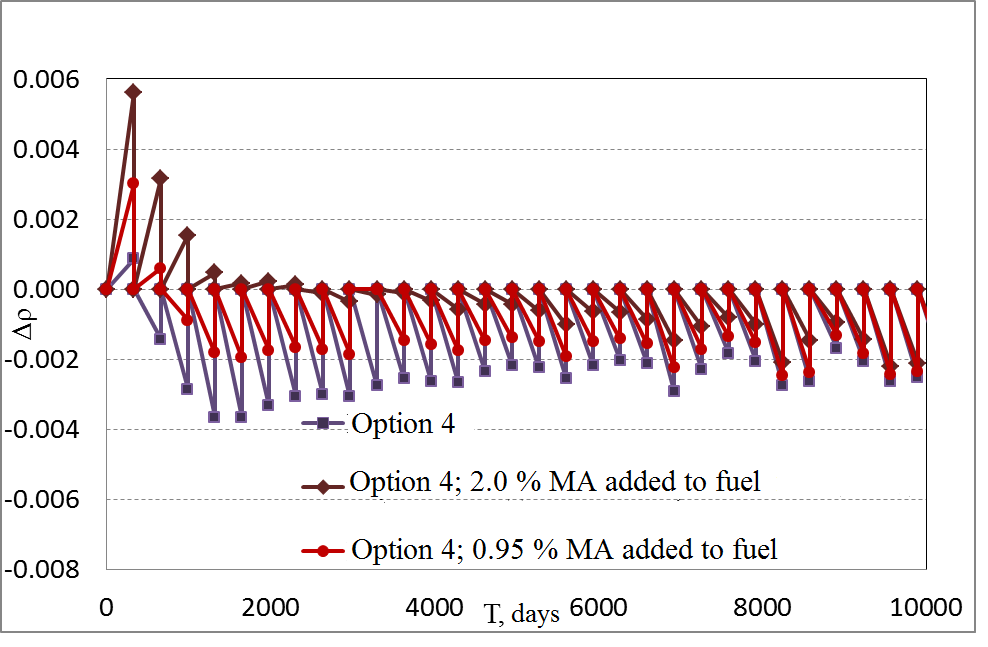 0.006
0.004
0.002
0.000
-0.002
-0.004
-0.006
-0.008
Δρ
Option 4
Option 4; 2.0 % MA added to fuel
Option 4; 0.95 % MA added to fuel
0 2000 4000 6000 8000 10000
T, days